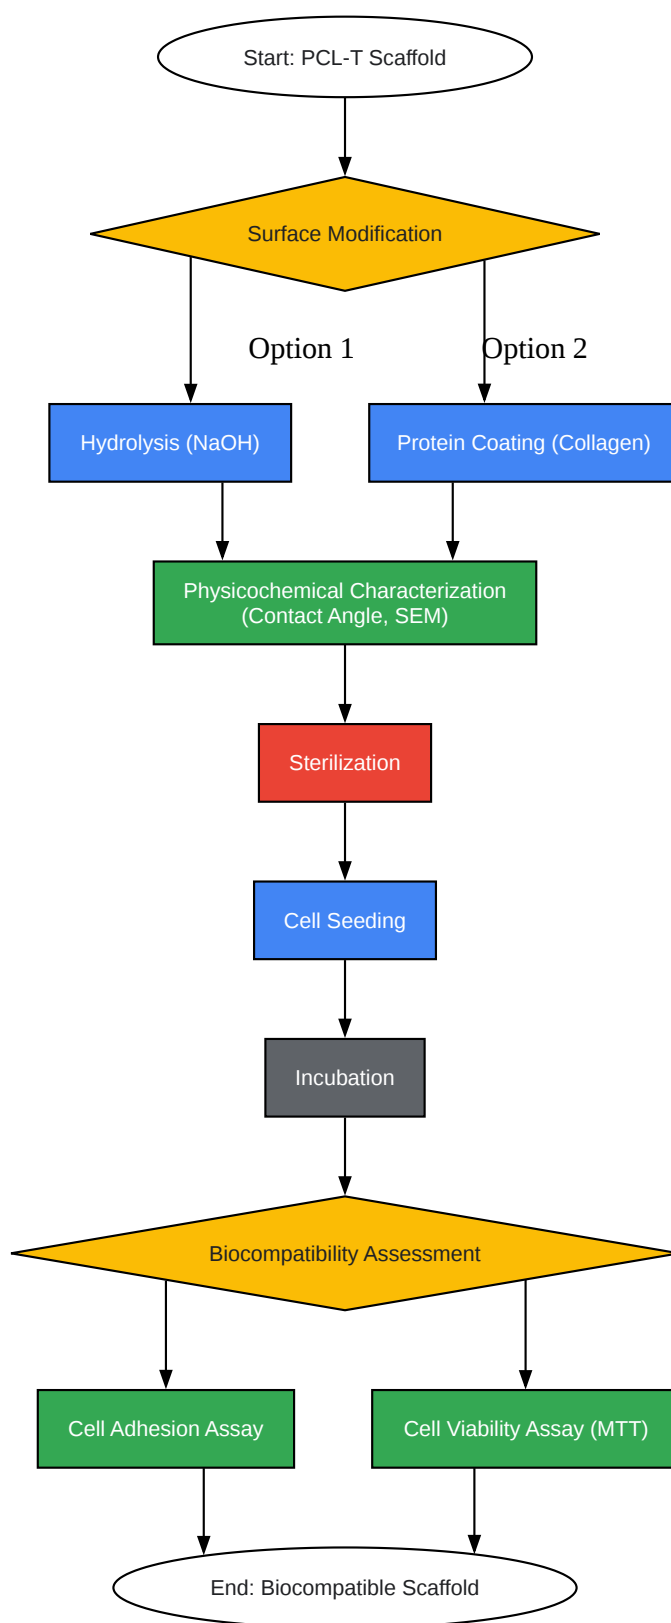 Start: PCL-T Scaffold
Surface Modification
Option 1
Option 2
Hydrolysis (NaOH)
Protein Coating (Collagen)
Physicochemical Characterization
(Contact Angle, SEM)
Sterilization
Cell Seeding
Incubation
Biocompatibility Assessment
Cell Adhesion Assay
Cell Viability Assay (MTT)
End: Biocompatible Scaffold